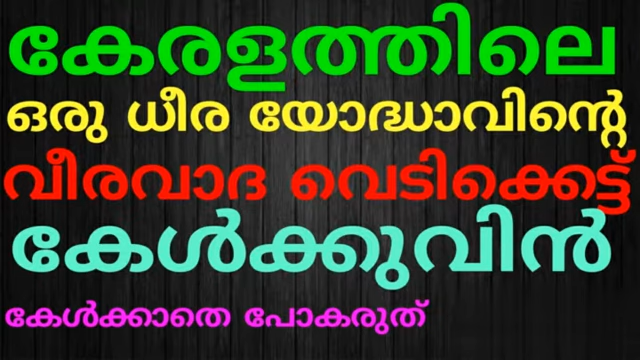 കേരളത്തിലെ
ഒരു ധീര യോദ്ധാവിന്റെ
വീരവാദ വെടിക്കെട്ട്
കേൾക്കുവിൻ
കേൾക്കാതെ പോകരുത്